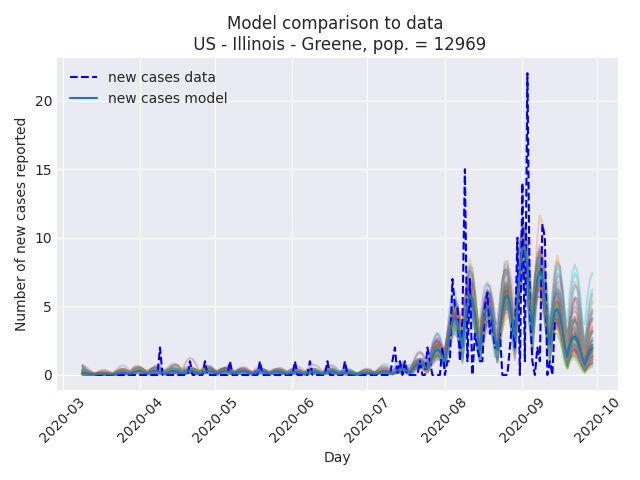 Model comparison to data
US - Illinois - Greene, pop. = 12969
new cases data
new cases model
Number of new cases reported
20
15
10
5
0
2020-03
2020-04
2020-05
2020-06
2020-07
2020-08
2020-09
2020-10
Day